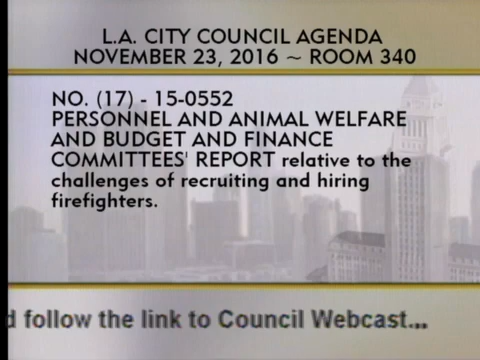 L.A. CITY COUNCIL AGENDA
NOVEMBER 23, 2016 ~ ROOM 340
NO. (17) - 15-0552
PERSONNEL AND ANIMAL WELFARE
AND BUDGET AND FINANCE
COMMITTEES' REPORT relative to the
challenges of recruiting and hiring
firefighters.
follow the link to Council Webcast...